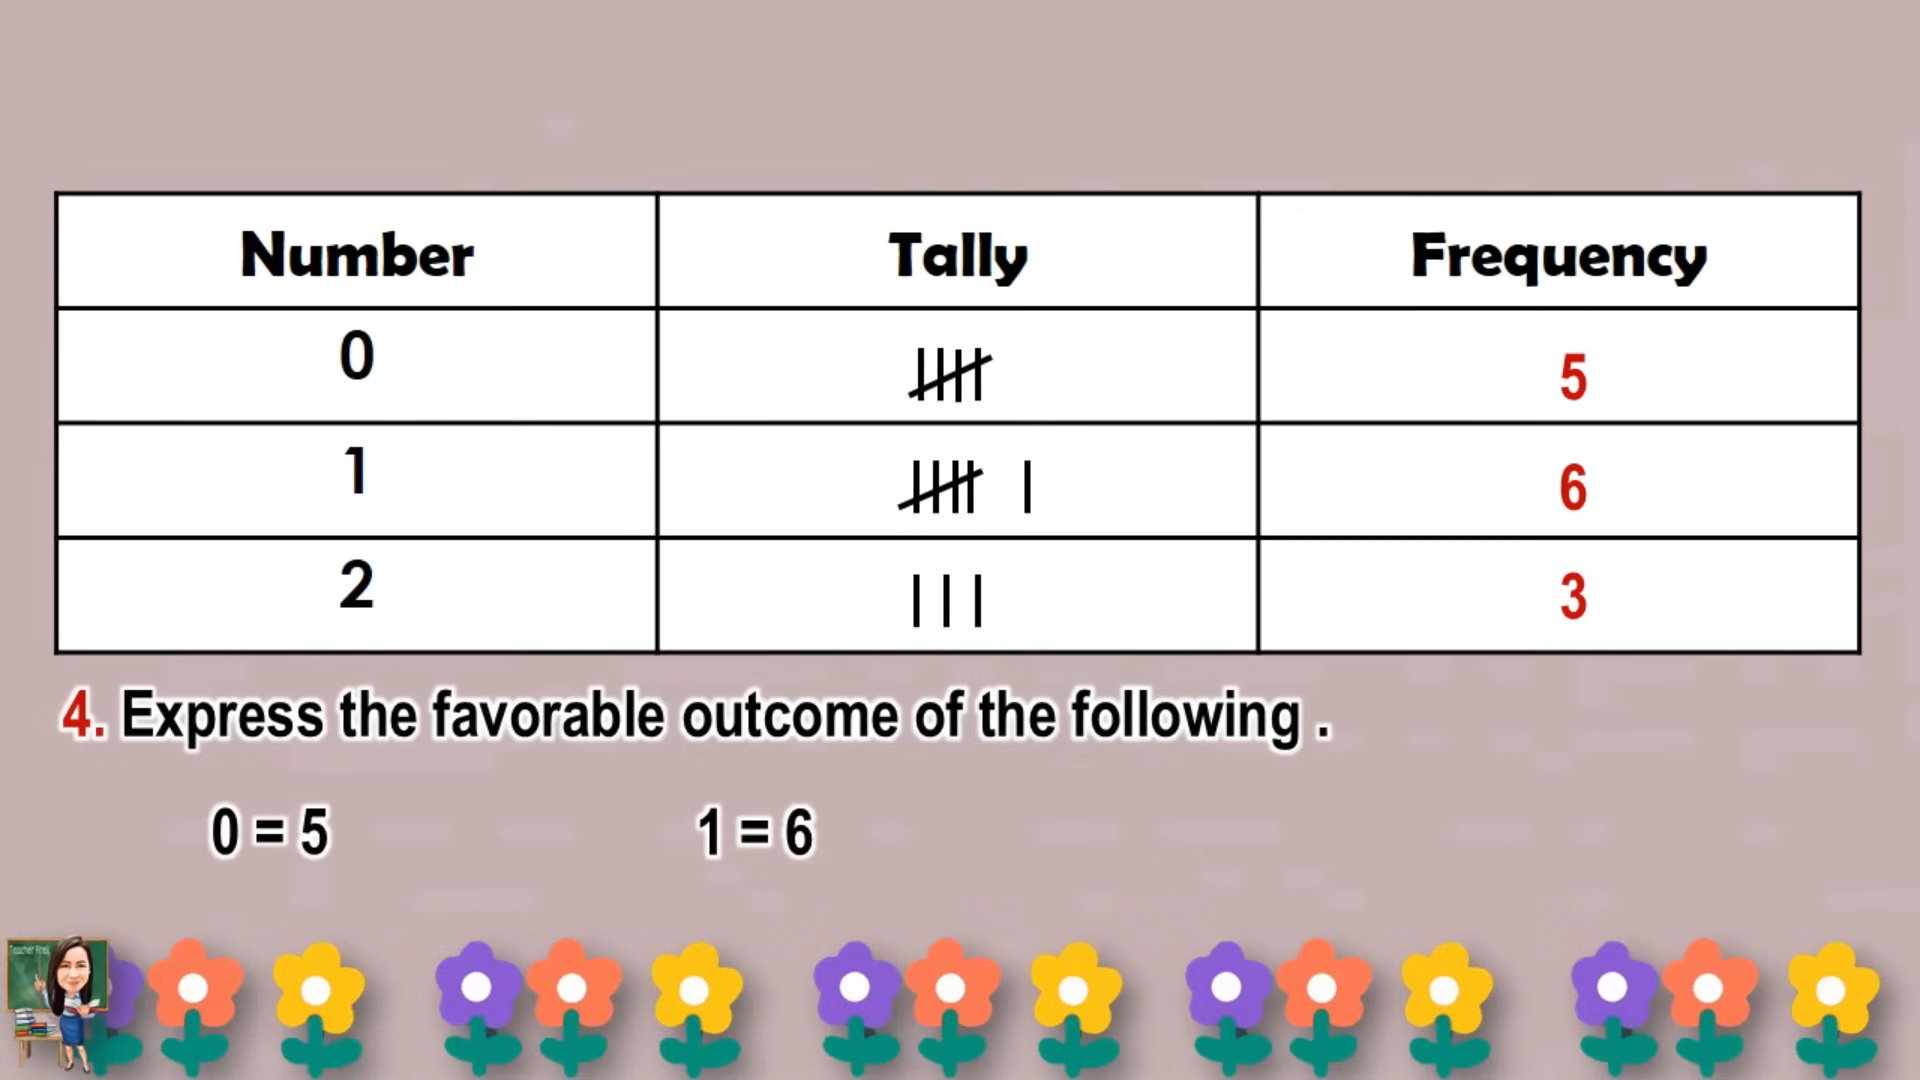 Number Tally Frequency
0 5
1 6
2 3
4. Express the favorable outcome of the following .
0 = 5 1 = 6